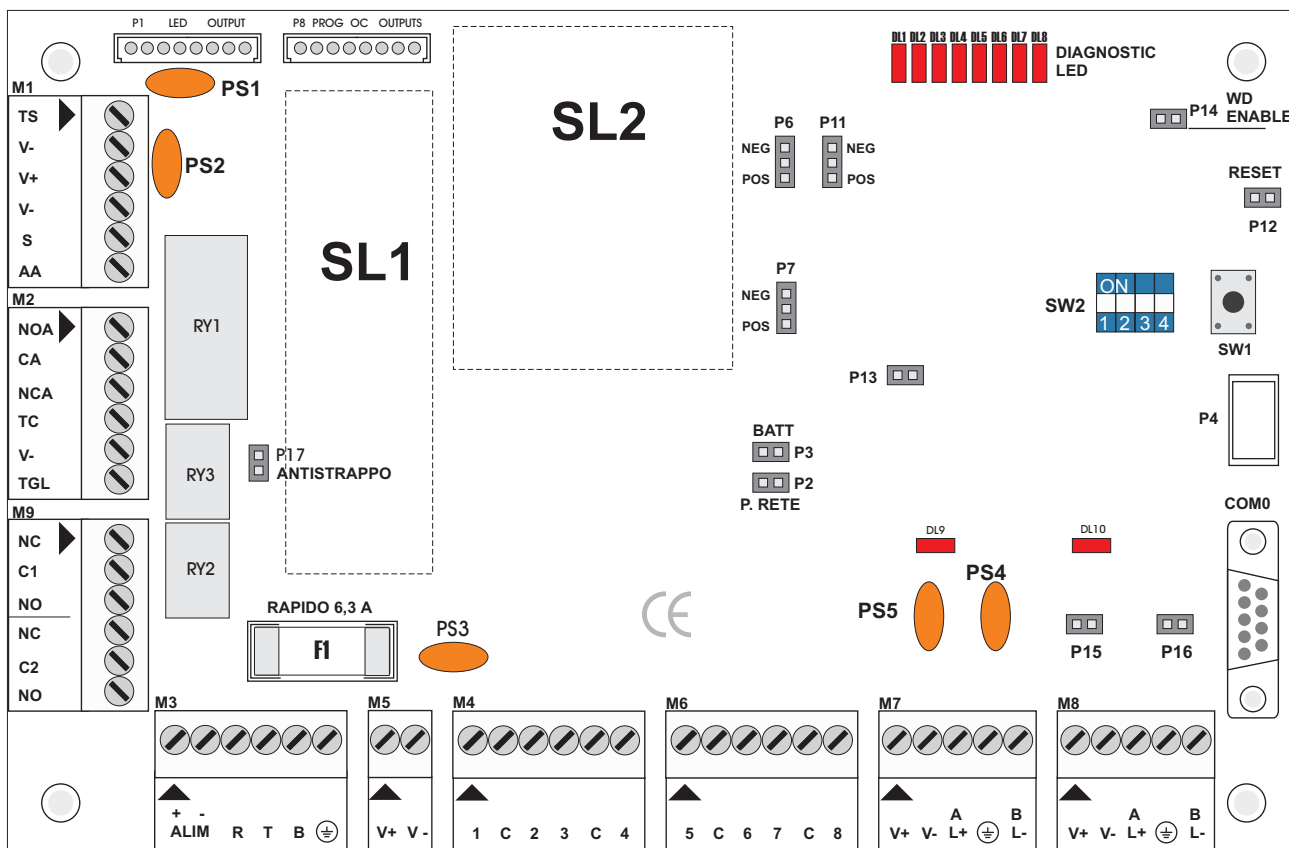 P1 LED OUTPUT
P8 PROG OC OUTPUTS
DL1 DL2 DL3 DL4 DL5 DL6 DL7 DL8
DIAGNOSTIC
LED
PS1
M1
TS
V-
V+
V-
S
AA
PS2
SL1
SL2
P6
NEG
POS
P11
NEG
POS
P14
WD
ENABLE
RESET
P12
P7
NEG
POS
SW2
ON
1 2 3 4
SW1
M2
NOA
CA
NCA
TC
V-
TGL
RY1
RY3
RY2
P17
ANTISTRAPPO
P13
P4
BATT
P3
P2
P. RETE
M9
NC
C1
NO
NC
C2
NO
COM0
DL9
DL10
PS5
PS4
P15
P16
RAPIDO 6,3 A
F1
PS3
CE
M3
+ -
ALIM R T B
M5
V+ V -
M4
1 C 2 3 C 4
M6
5 C 6 7 C 8
M7
A B
V+ V- L+ L-
M8
A B
V+ V- L+ L-